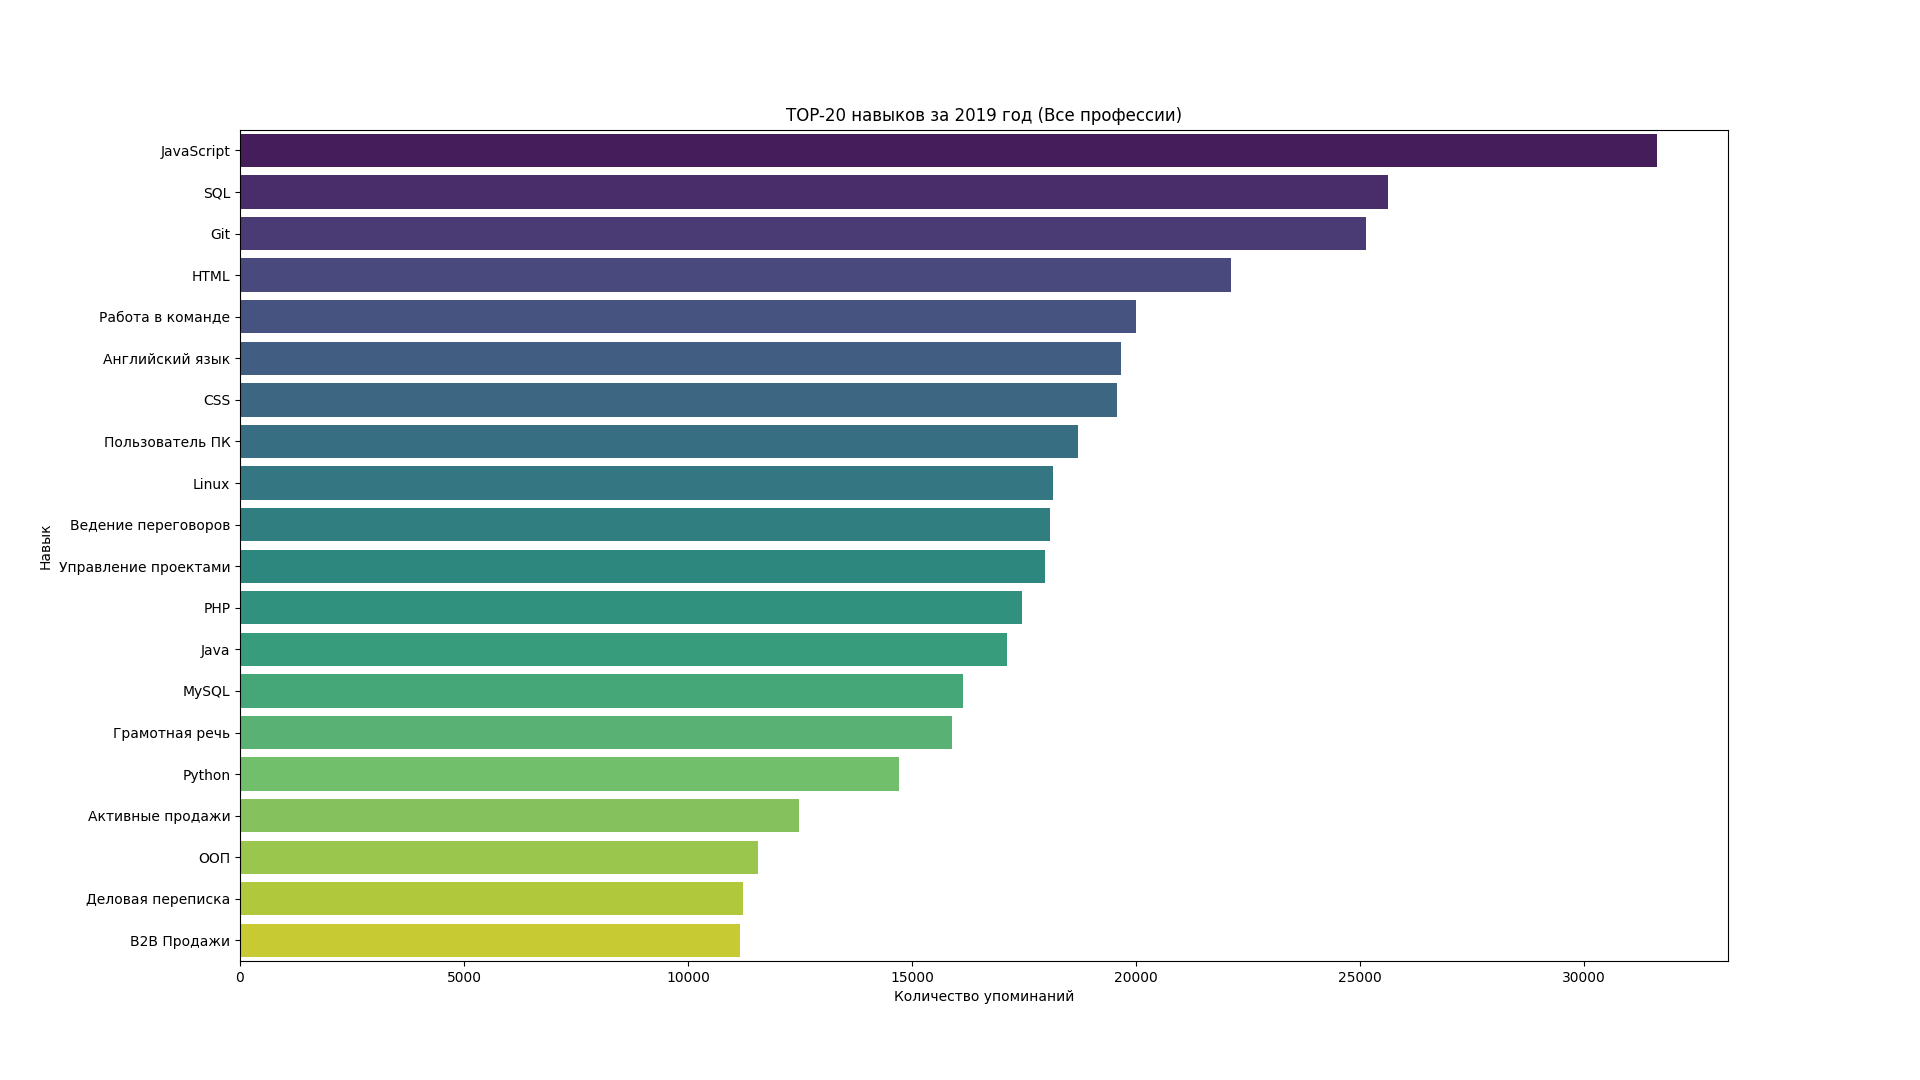 TOP-20 навыков за 2019 год (Все профессии)
JavaScript
SQL
Git
HTML
Работа в команде
Английский язык
CSS
Пользователь ПК
Linux
Ведение переговоров
Управление проектами
PHP
Java
MySQL
Грамотная речь
Python
Активные продажи
ООП
Деловая переписка
B2B Продажи
Навык
0 5000 10000 15000 20000 25000 30000
Количество упоминаний